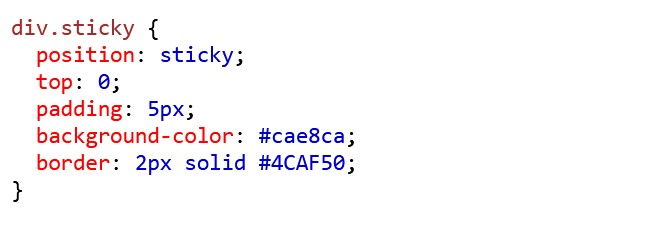 div.sticky {
  position: sticky;
  top: 0;
  padding: 5px;
  background-color: #cae8ca;
  border: 2px solid #4CAF50;
}